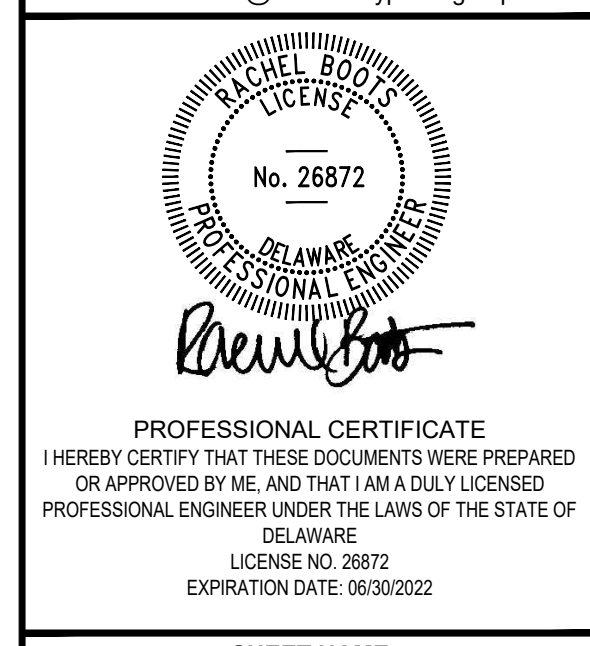 RACHEL BOOTS
LICENSE
No. 26872
DELAWARE
PROFESSIONAL ENGINEER
Rachel Boots
PROFESSIONAL CERTIFICATE
I HEREBY CERTIFY THAT THESE DOCUMENTS WERE PREPARED
OR APPROVED BY ME, AND THAT I AM A DULY LICENSED
PROFESSIONAL ENGINEER UNDER THE LAWS OF THE STATE OF
DELAWARE
LICENSE NO. 26872
EXPIRATION DATE: 06/30/2022